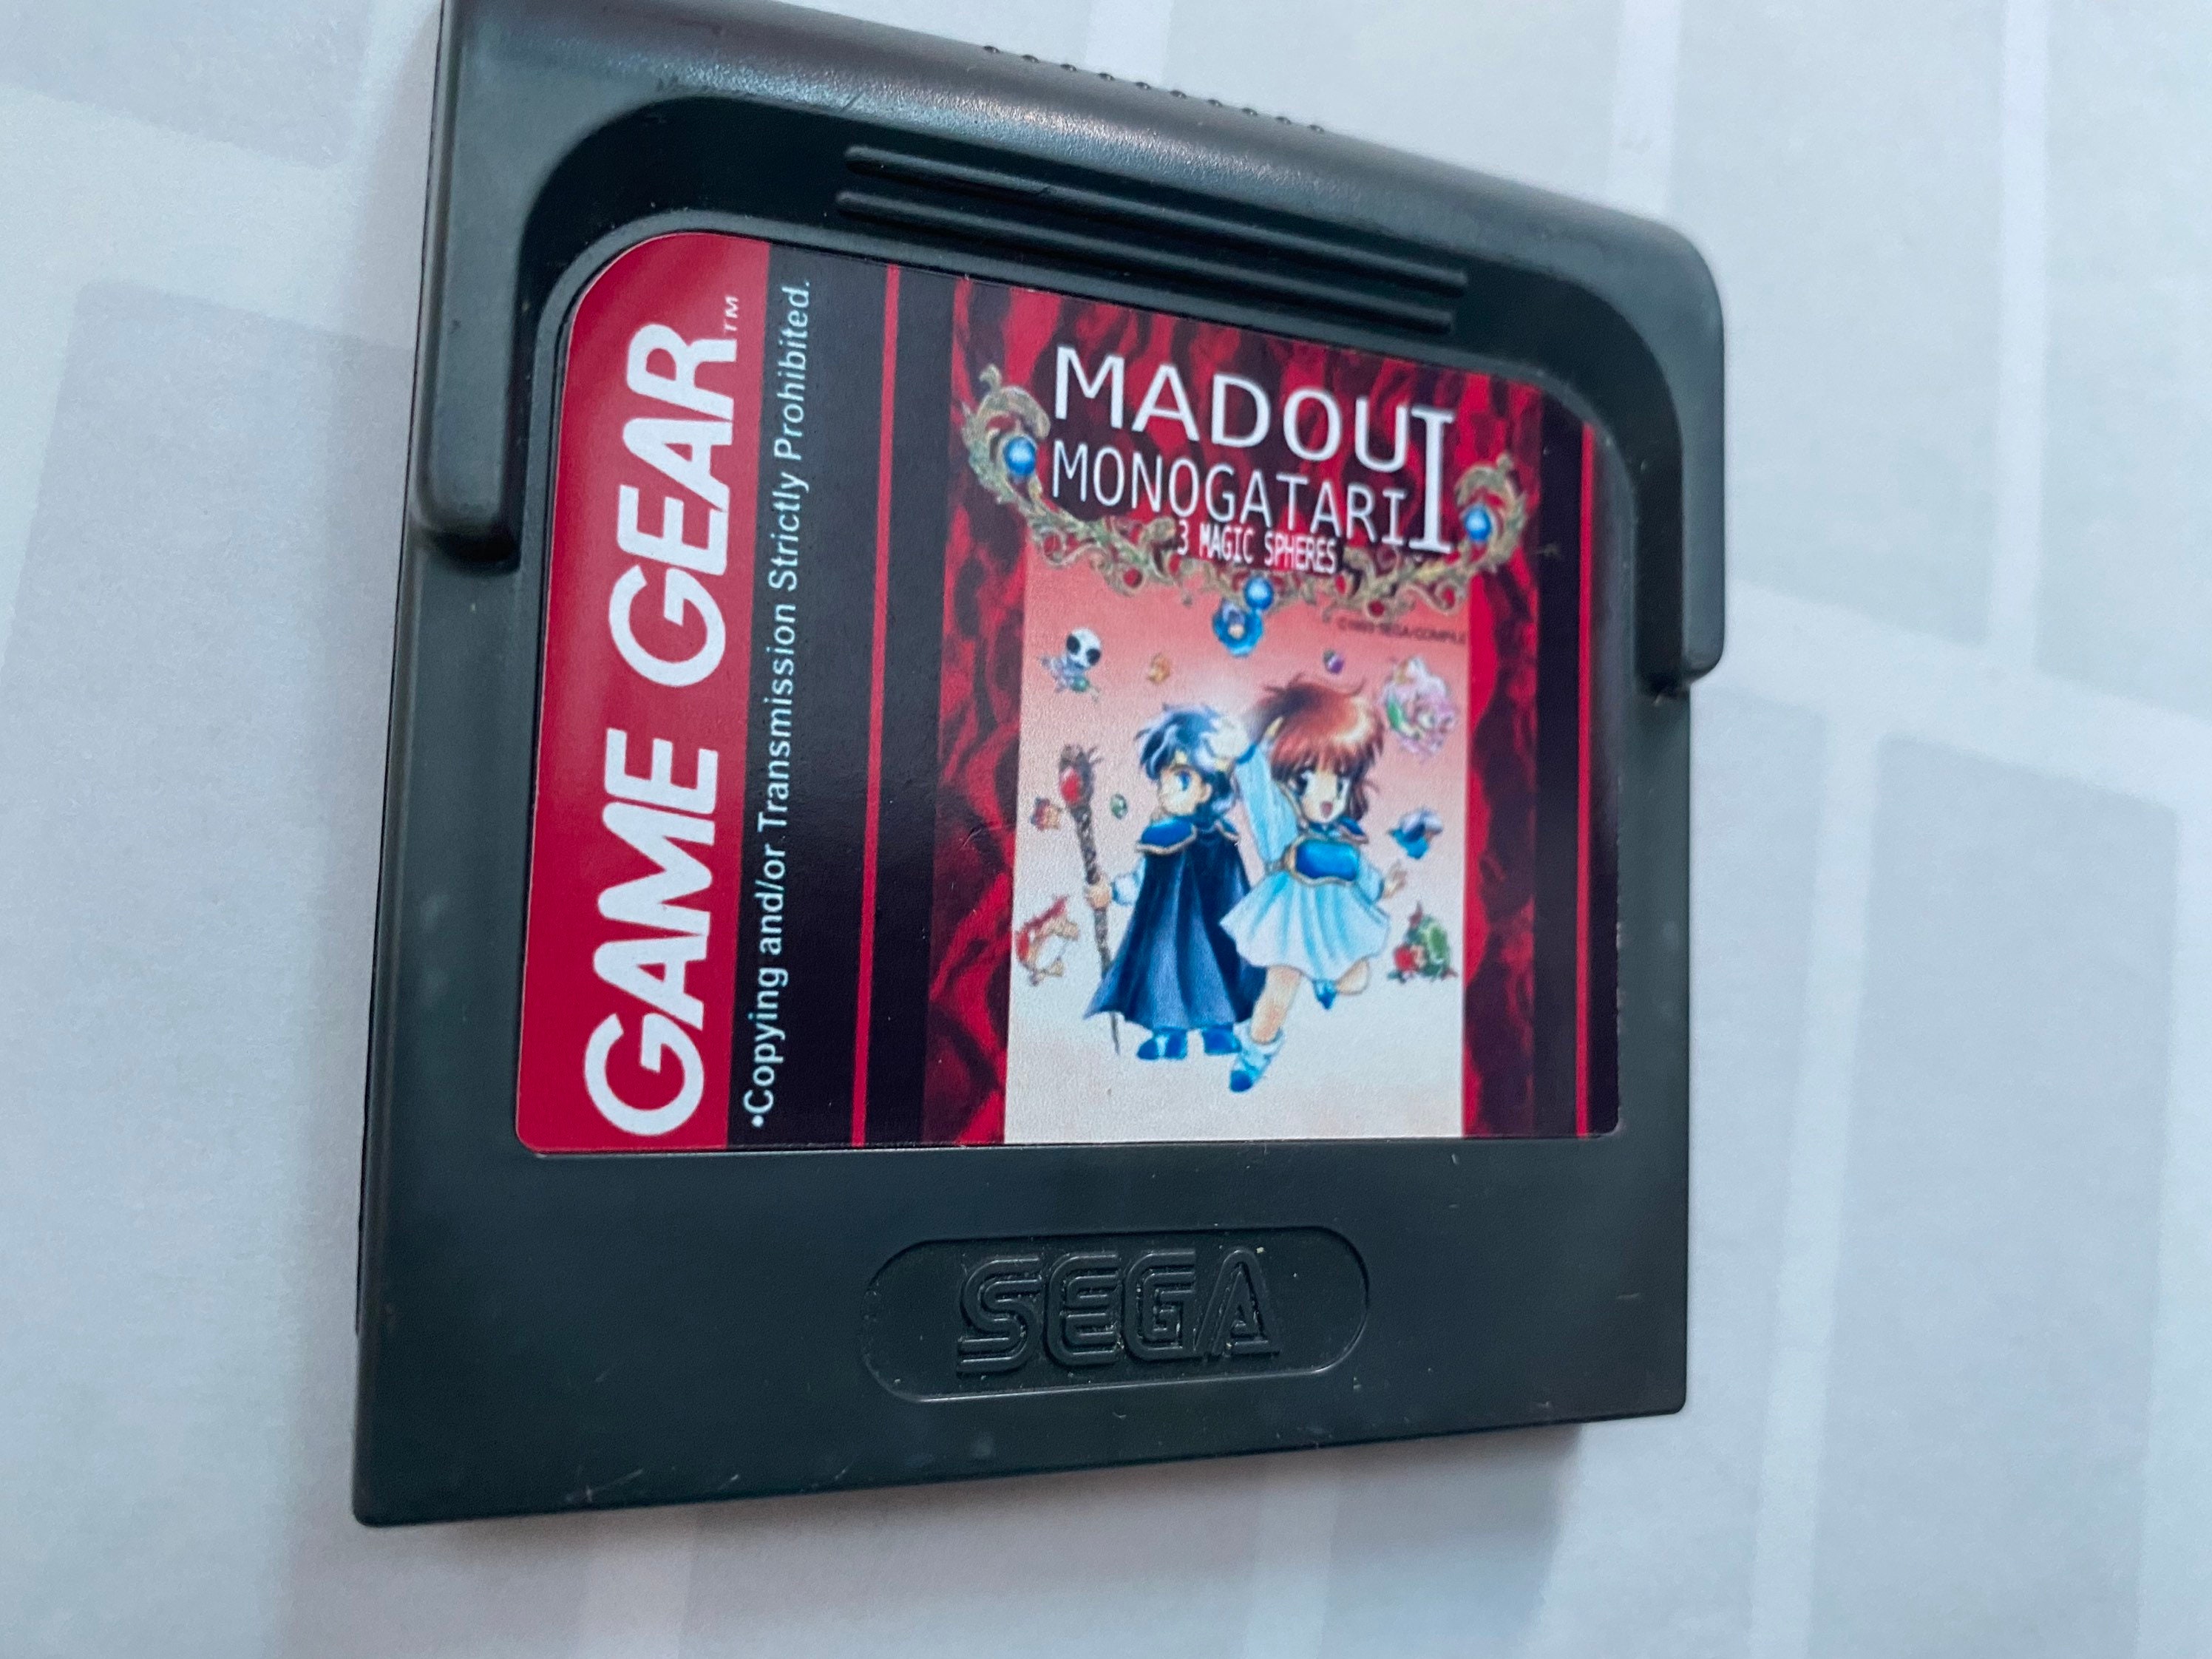 GAME GEAR™
•Copying and/or Transmission Strictly Prohibited.
MADOU
MONOGATARI I
3 MAGIC SPHERES
SEGA